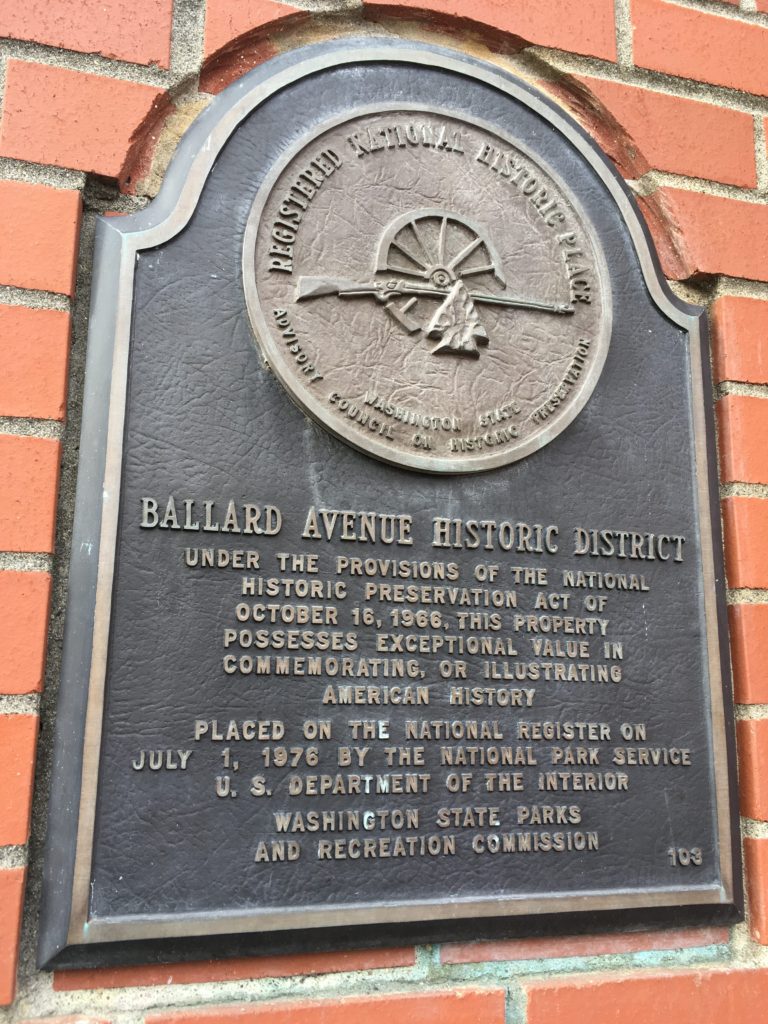 REGISTERED NATIONAL HISTORIC PLACE
WASHINGTON STATE
ADVISORY COUNCIL ON HISTORIC PRESERVATION
BALLARD AVENUE HISTORIC DISTRICT
UNDER THE PROVISIONS OF THE NATIONAL
HISTORIC PRESERVATION ACT OF
OCTOBER 16, 1966, THIS PROPERTY
POSSESSES EXCEPTIONAL VALUE IN
COMMEMORATING, OR ILLUSTRATING
AMERICAN HISTORY
PLACED ON THE NATIONAL REGISTER ON
JULY 1, 1976 BY THE NATIONAL PARK SERVICE
U. S. DEPARTMENT OF THE INTERIOR
WASHINGTON STATE PARKS
AND RECREATION COMMISSION
103